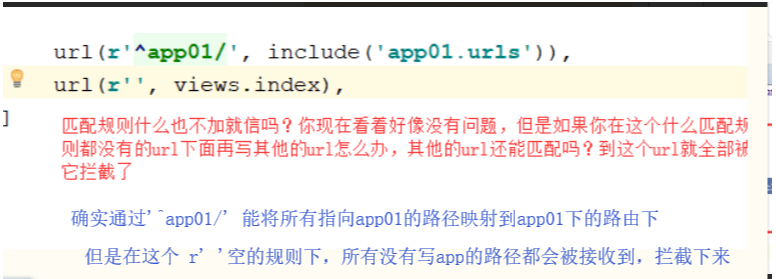 url(r'^app01/', include('app01.urls')),
url(r'', views.index),
]
匹配规则什么也不加就信吗？你现在看着好像没有问题，但是如果你在这个什么匹配规
则都没有的url下面再写其他的url怎么办，其他的url还能匹配吗？到这个url就全部被
它拦截了
确实通过'^app01/' 能将所有指向app01的路径映射到app01下的路由下
但是在这个 r' '空的规则下，所有没有写app的路径都会被接收到，拦截下来